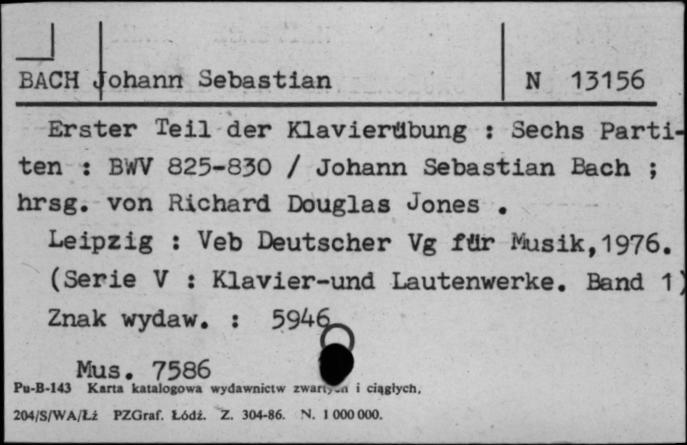 BACH Johann Sebastian N 13156
Erster Teil der Klavierübung : Sechs Parti-
ten : BWV 825-830 / Johann Sebastian Bach ;
hrsg. von Richard Douglas Jones .
Leipzig : Veb Deutscher Vg für Musik,1976.
(Serie V : Klavier-und Lautenwerke. Band 1)
Znak wydaw. : 5946
Mus. 7586
Pu-B-143 Karta katalogowa wydawnictw i ciągłych.
204/S/WA/Łź PZGraf. Łódź. Z. 304-86. N. 1 000 000.